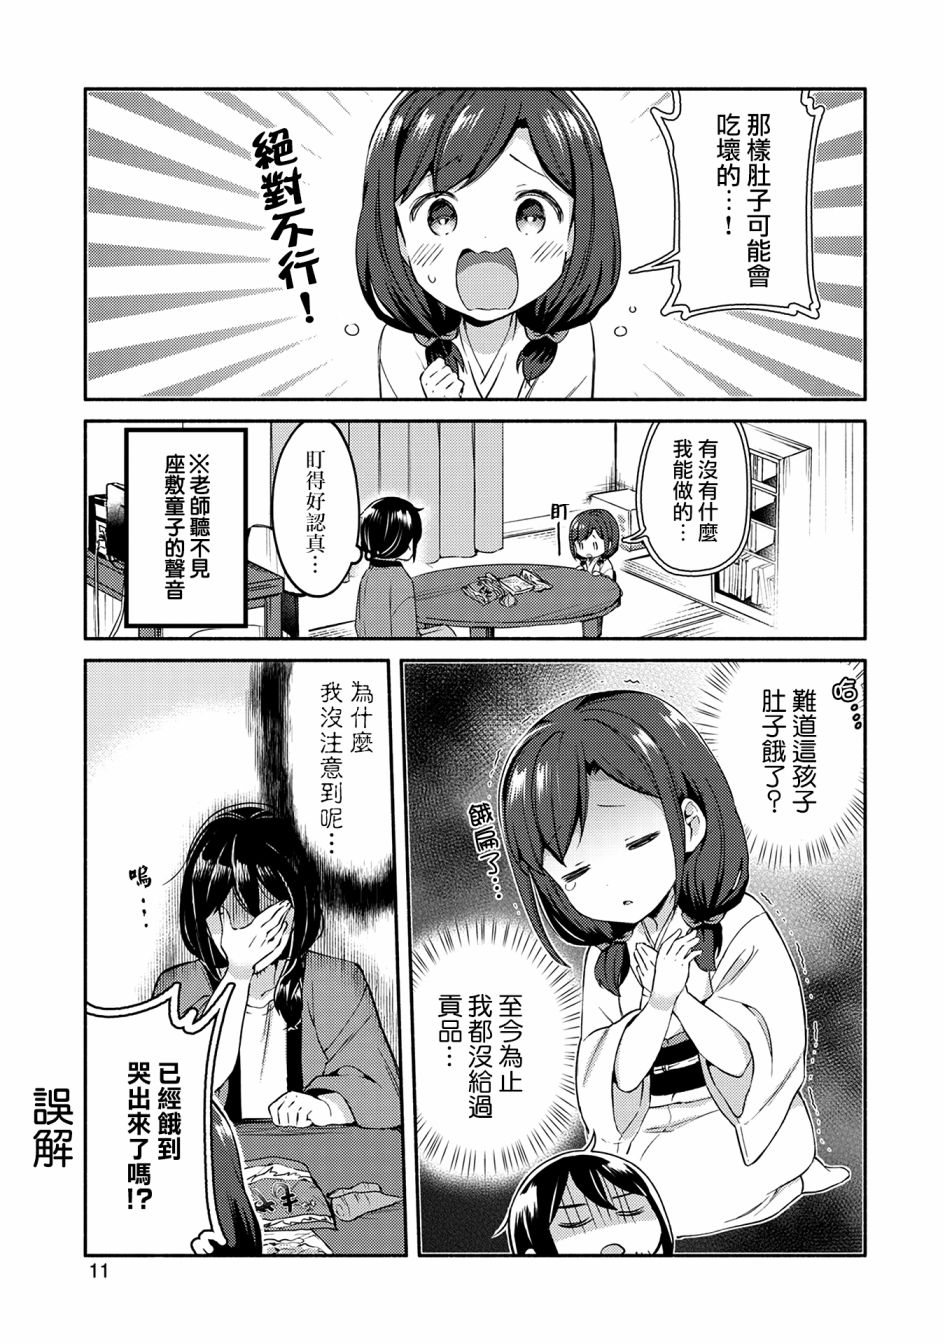 那樣肚子可能會
吃壞的…！
絕對不行！
有沒有什麼
我能做的…
盯
盯得好認真…
※老師聽不見
座敷童子的聲音
哈…
難道這孩子
肚子餓了？
餓扁了…
至今為止
我都沒給過
貢品…
為什麼
我沒注意到呢…
嗚…
已經餓到
哭出來了嗎!?
誤解
11